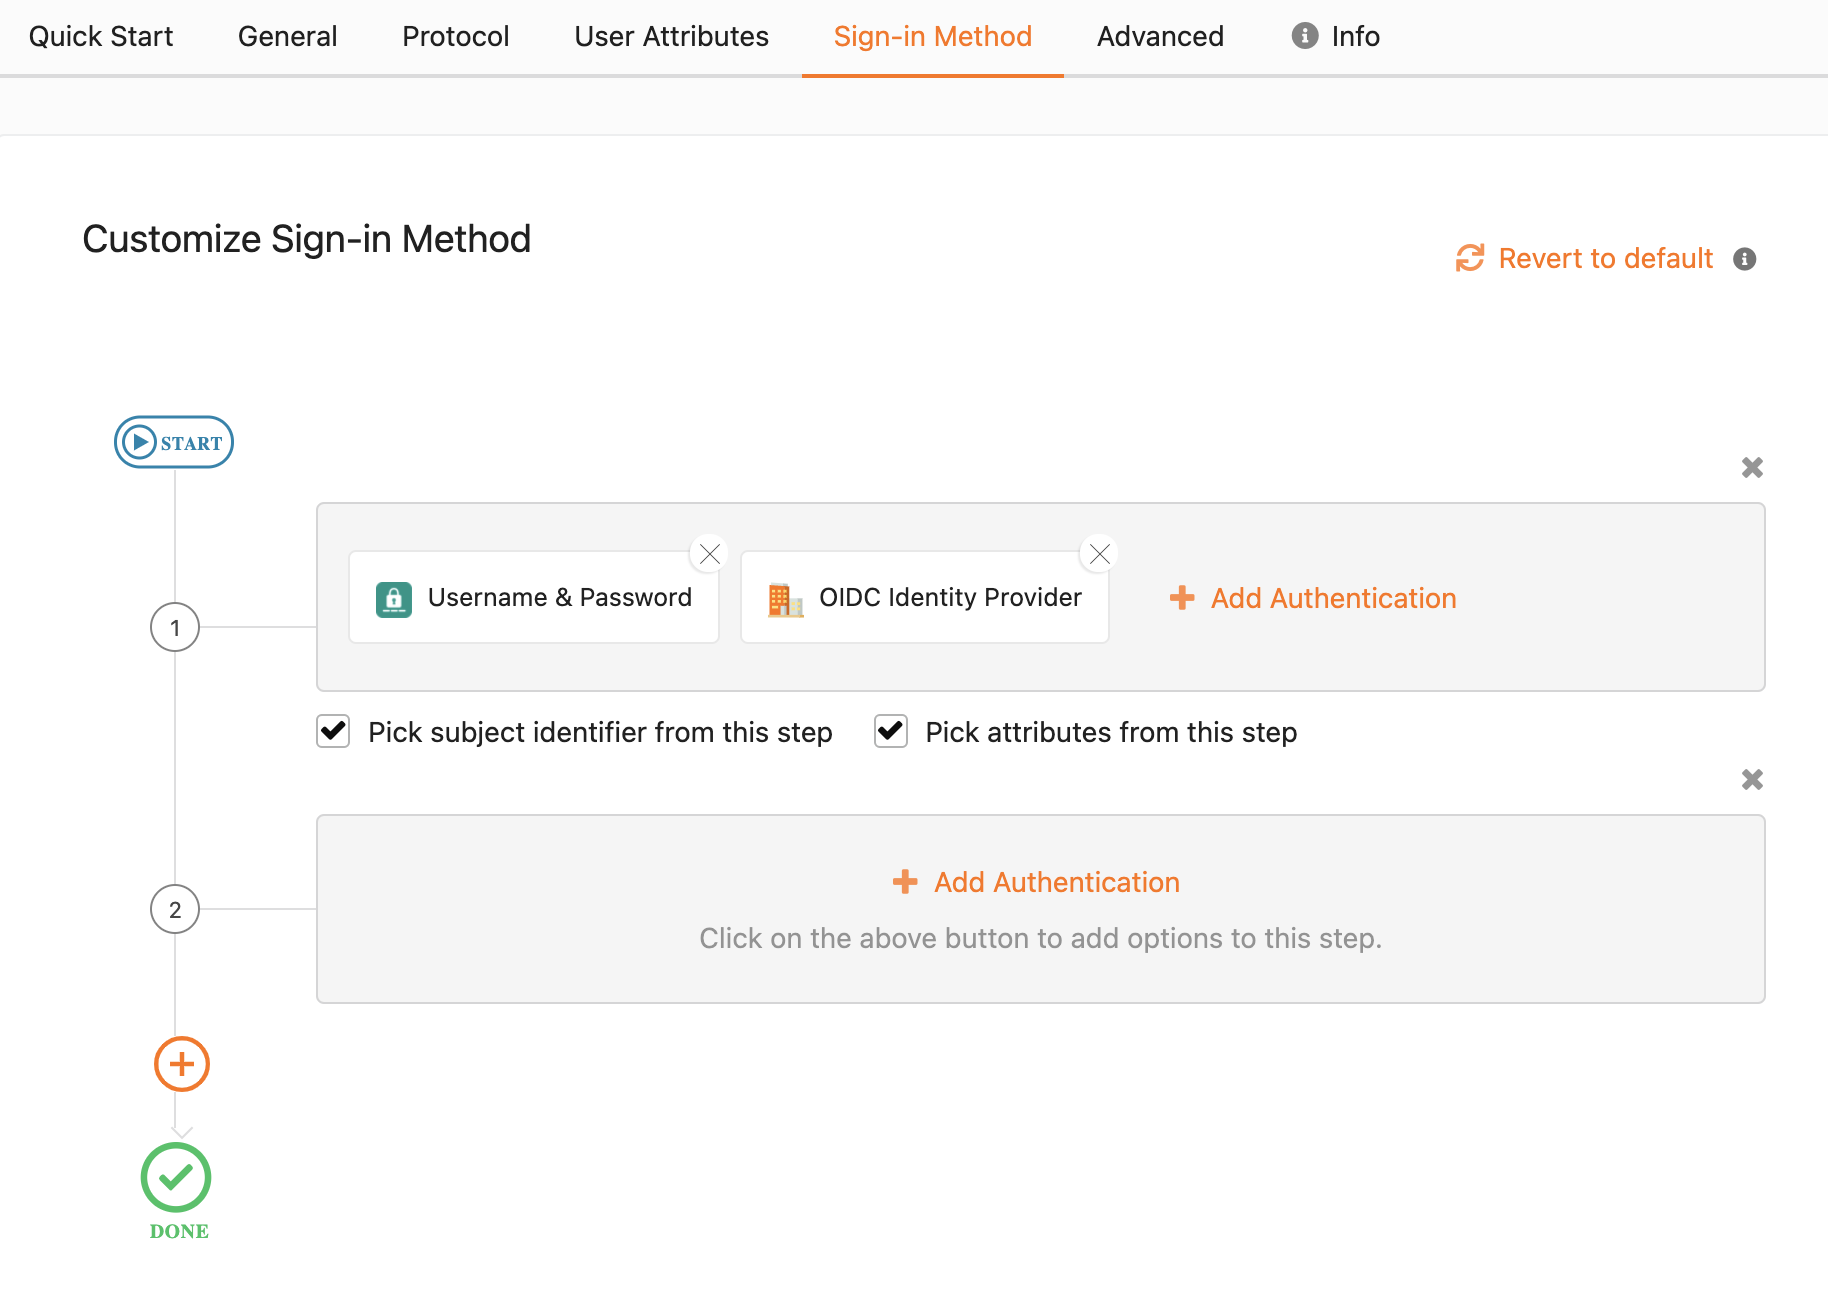 Quick Start General Protocol User Attributes Sign-in Method Advanced Info
Customize Sign-in Method
Revert to default
START
Username & Password OIDC Identity Provider Add Authentication
1
Pick subject identifier from this step Pick attributes from this step
Add Authentication
2
Click on the above button to add options to this step.
DONE